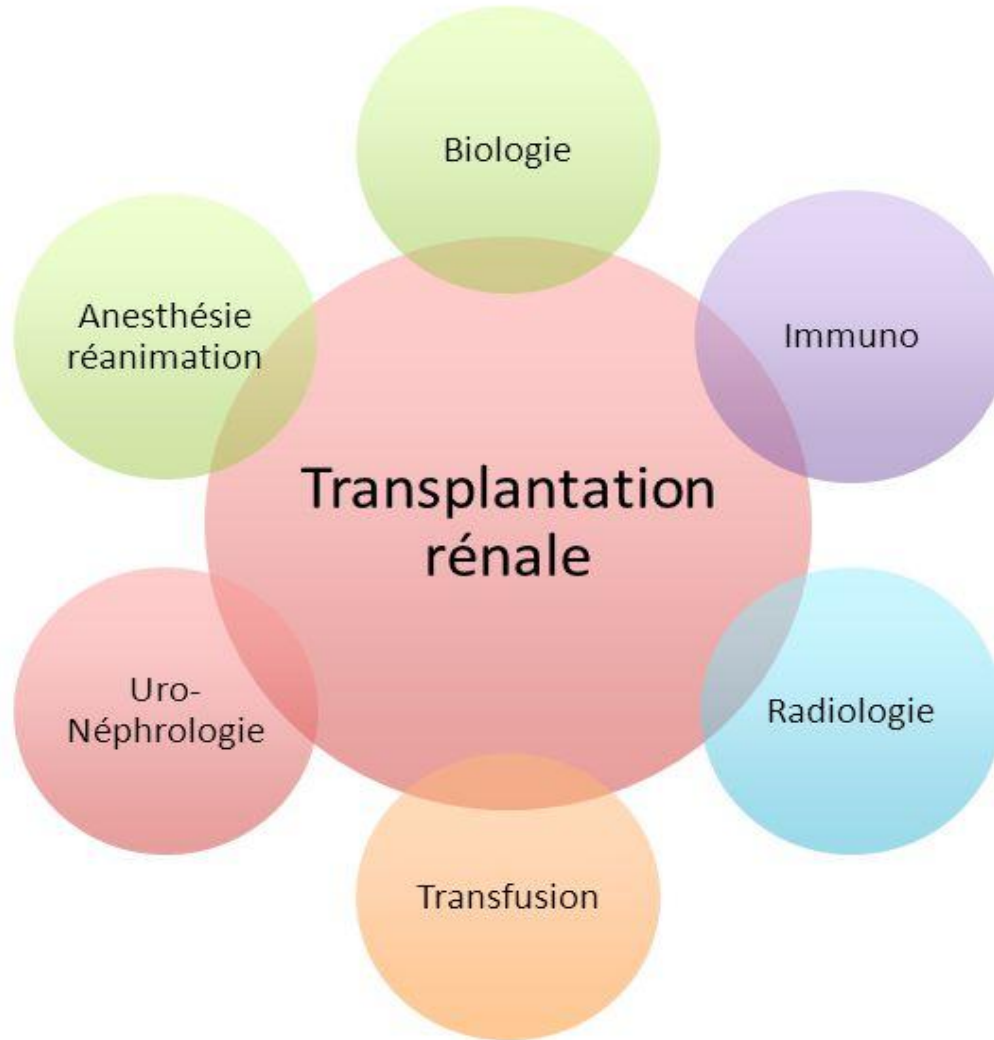 Biologie
Anesthésie
réanimation
Immuno
Transplantation
rénale
Uro-
Néphrologie
Radiologie
Transfusion